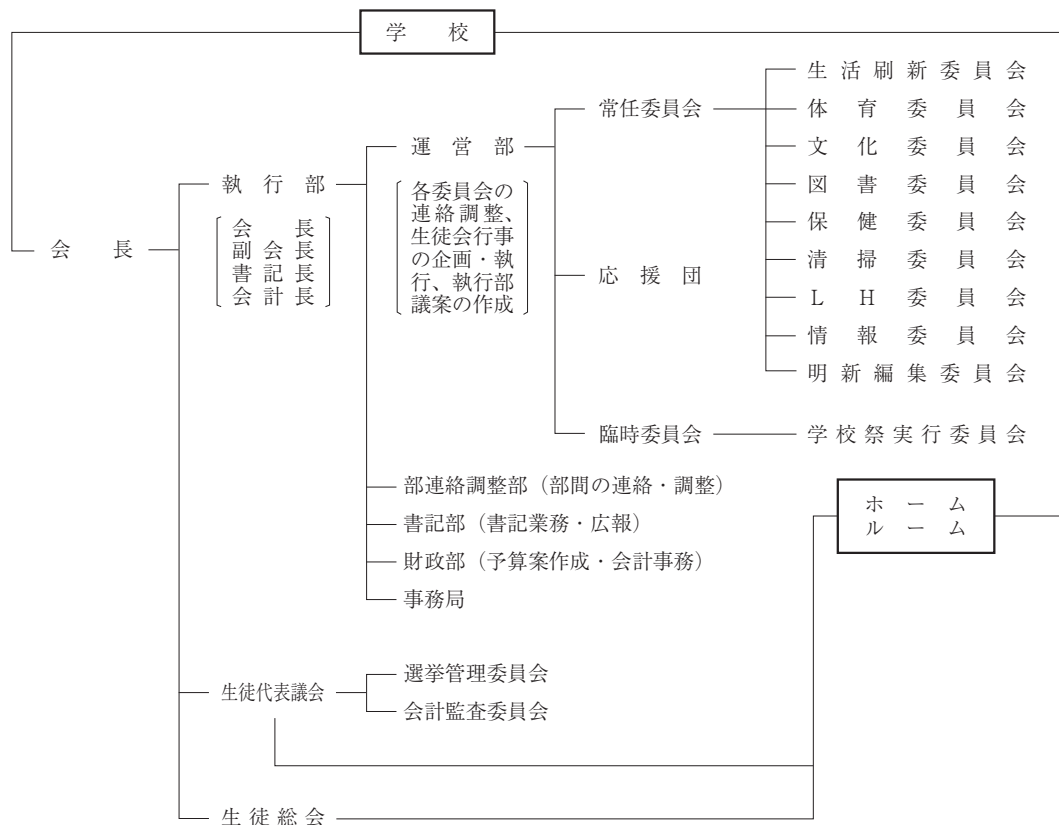 学校
生活刷新委員会
常任委員会
体育委員会
運営部
文化委員会
執行部
図書委員会
各委員会の
連絡調整、
生徒会行事
の企画・執
行、執行部
議案の作成
会長
副会長
書記長
会計長
保健委員会
会長
清掃委員会
応援団
LH委員会
情報委員会
明新編集委員会
臨時委員会
学校祭実行委員会
部連絡調整部（部間の連絡・調整）
ホーム
ルーム
書記部（書記業務・広報）
財政部（予算案作成・会計事務）
事務局
選挙管理委員会
生徒代表議会
会計監査委員会
生徒総会